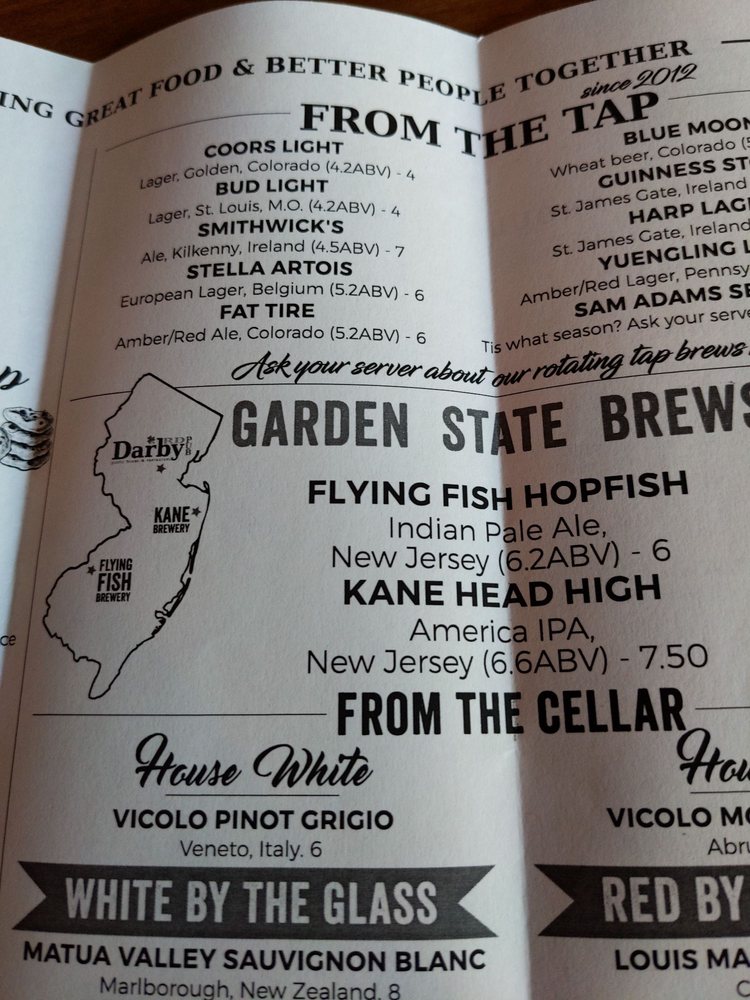 ING GREAT FOOD & BETTER PEOPLE TOGETHER
since 2012
FROM THE TAP
COORS LIGHT
Lager, Golden, Colorado (4.2ABV) - 4
BUD LIGHT
Lager, St. Louis, M.O. (4.2ABV) - 4
SMITHWICK'S
Ale, Kilkenny, Ireland (4.5ABV) - 7
STELLA ARTOIS
European Lager, Belgium (5.2ABV) - 6
FAT TIRE
Amber/Red Ale, Colorado (5.2ABV) - 6
BLUE MOON
Wheat beer, Colorado (5
GUINNESS ST
St. James Gate, Ireland
HARP LAG
St. James Gate, Ireland
YUENGLING L
Amber/Red Lager, Pennsy
SAM ADAMS SE
Tis what season? Ask your serve
Ask your server about our rotating tap brews
GARDEN STATE BREWS
Darby
RD
PUB
KANE
BREWERY
FLYING
FISH
BREWERY
FLYING FISH HOPFISH
Indian Pale Ale,
New Jersey (6.2ABV) - 6
KANE HEAD HIGH
America IPA,
New Jersey (6.6ABV) - 7.50
ce
FROM THE CELLAR
House White
VICOLO PINOT GRIGIO
Veneto, Italy. 6
WHITE BY THE GLASS
MATUA VALLEY SAUVIGNON BLANC
Marlborough, New Zealand, 8
Hou
VICOLO MO
Abru
RED BY
LOUIS MA